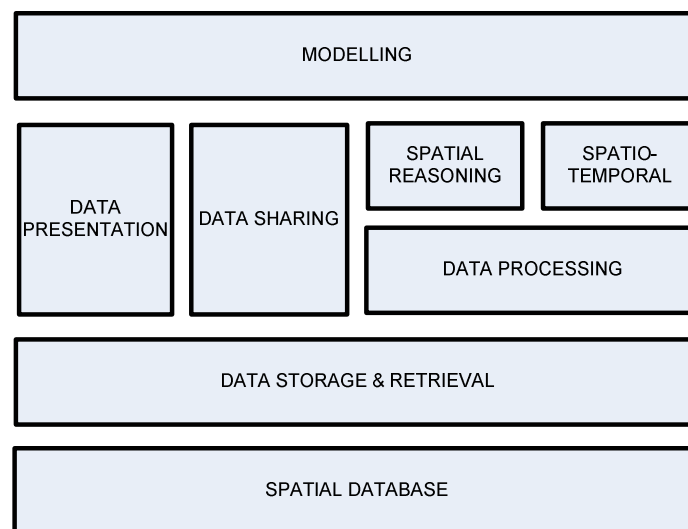 MODELLING
DATA
PRESENTATION
DATA SHARING
SPATIAL
REASONING
SPATIO-
TEMPORAL
DATA PROCESSING
DATA STORAGE & RETRIEVAL
SPATIAL DATABASE